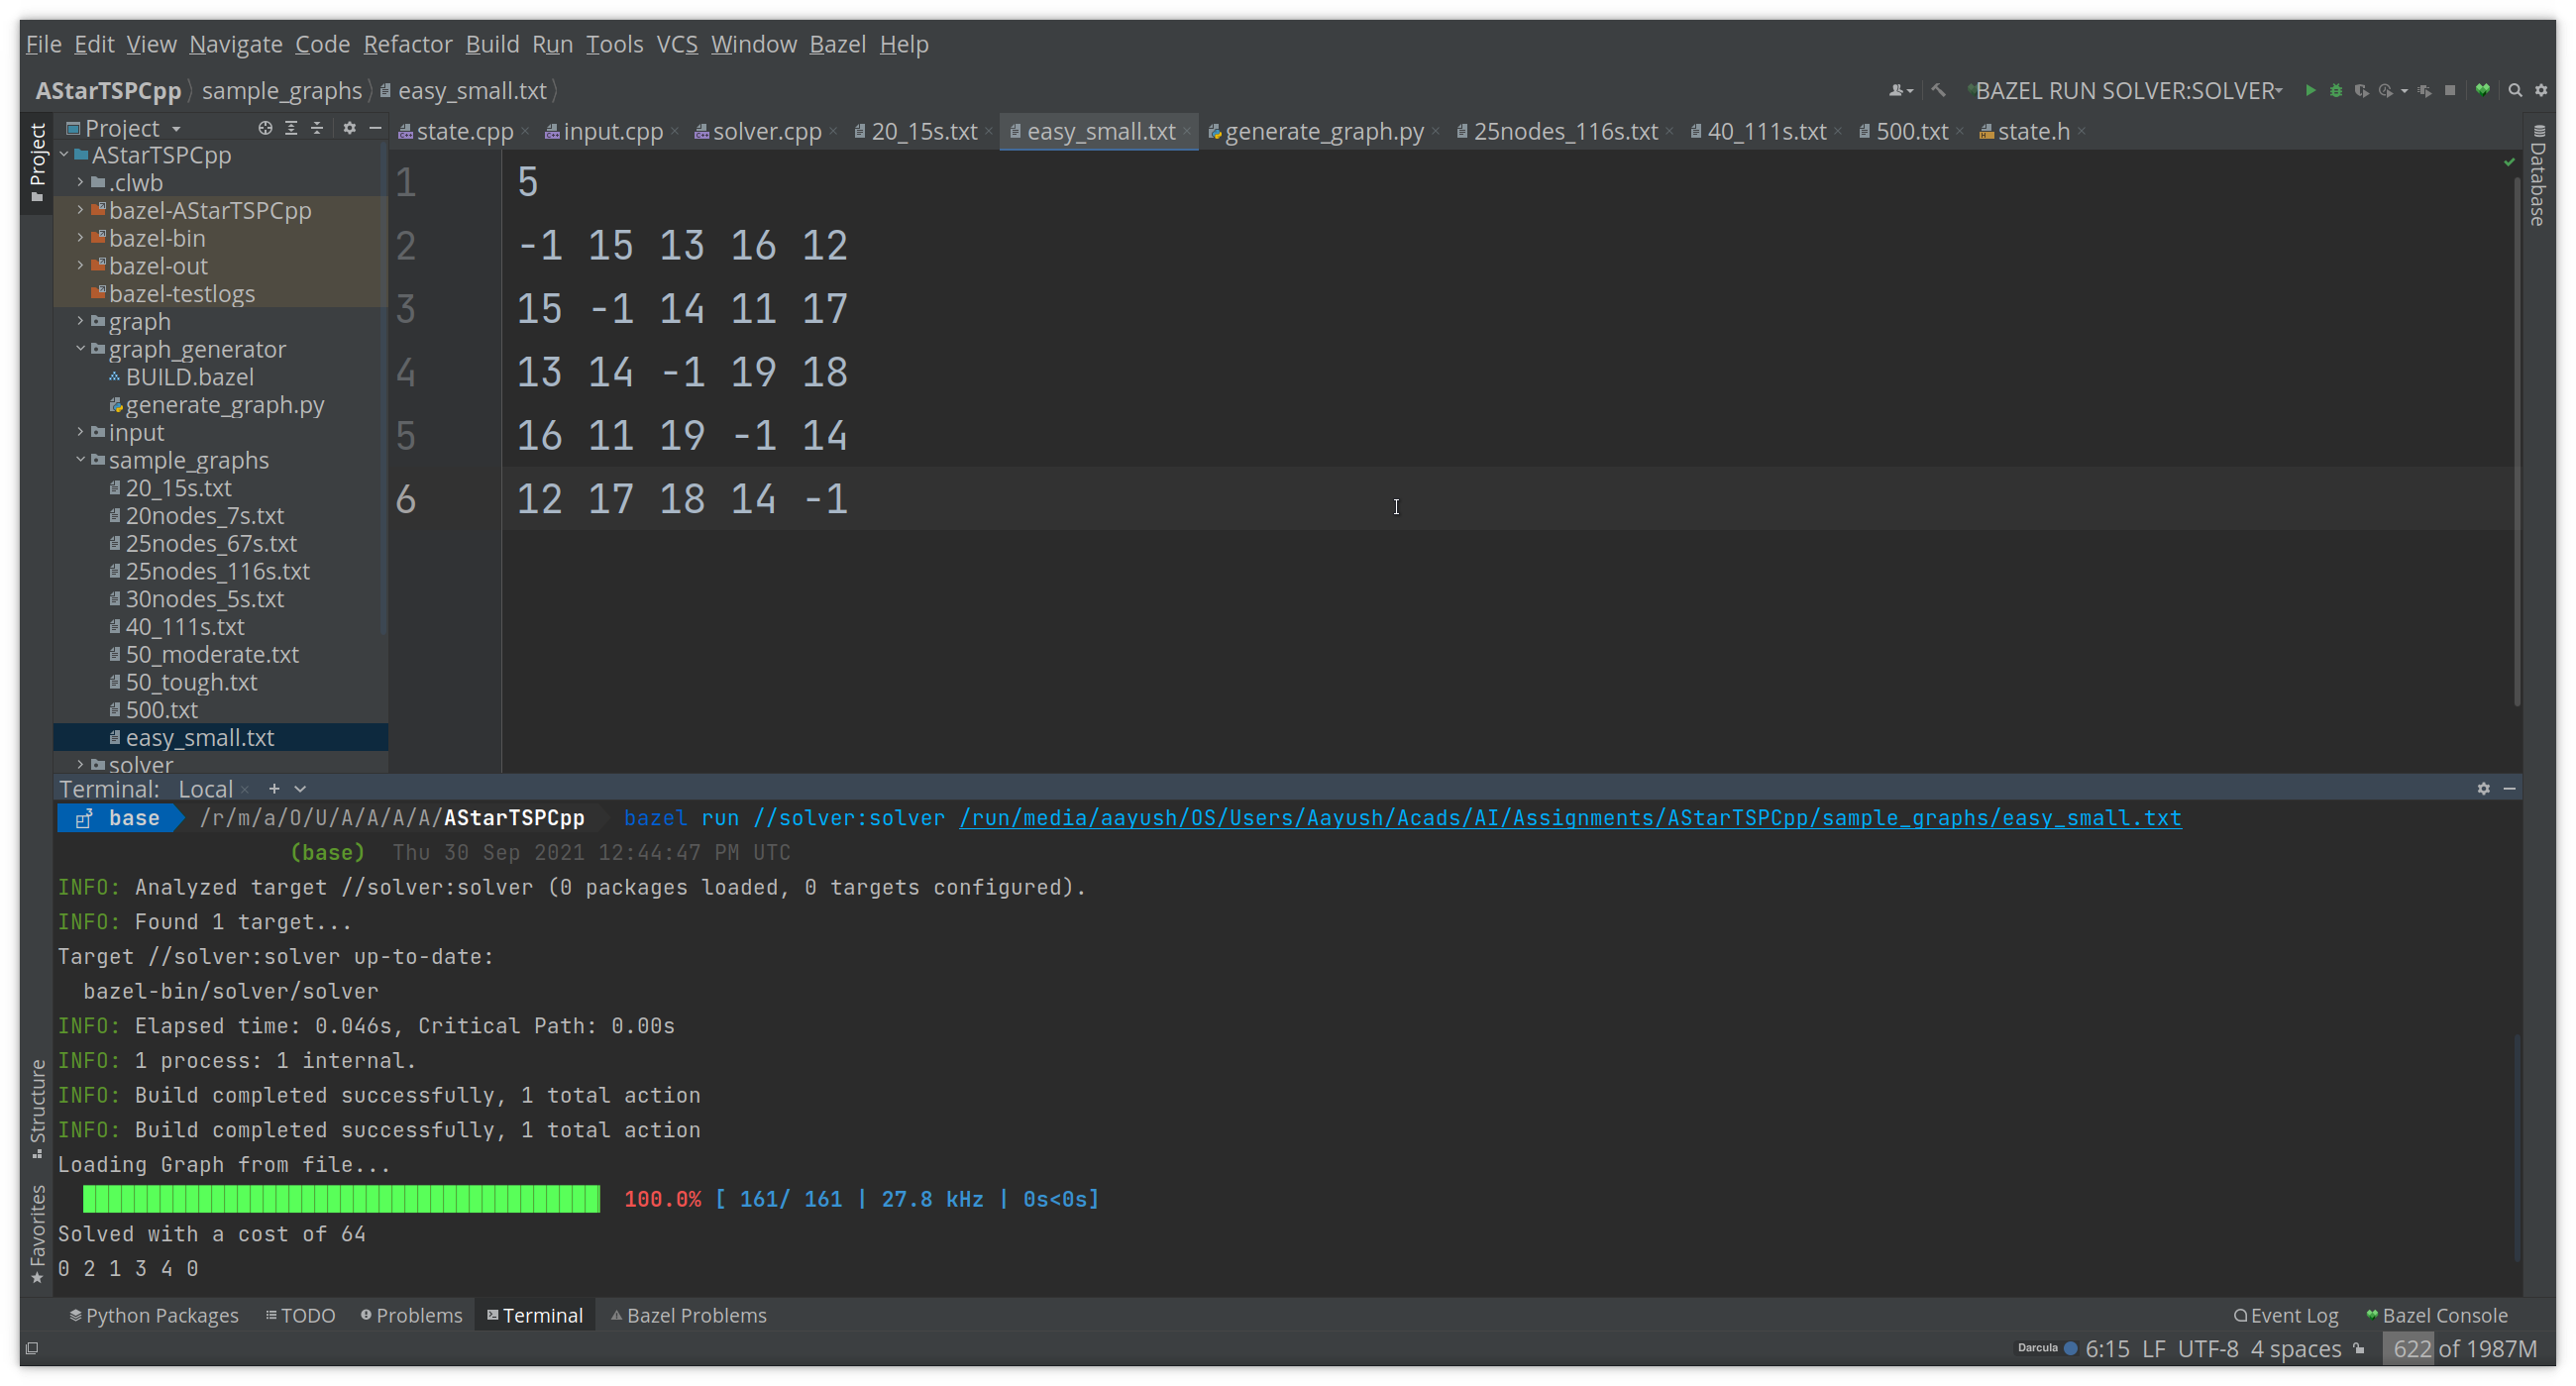 File Edit View Navigate Code Refactor Build Run Tools VCS Window Bazel Help
AStarTSPCpp sample_graphs easy_small.txt BAZEL RUN SOLVER:SOLVER
Project
Project
state.cpp input.cpp solver.cpp 20_15s.txt easy_small.txt generate_graph.py 25nodes_116s.txt 40_111s.txt 500.txt state.h
Database
AStarTSPCpp
.clwb
bazel-AStarTSPCpp
bazel-bin
bazel-out
bazel-testlogs
graph
graph_generator
BUILD.bazel
generate_graph.py
input
sample_graphs
20_15s.txt
20nodes_7s.txt
25nodes_67s.txt
25nodes_116s.txt
30nodes_5s.txt
40_111s.txt
50_moderate.txt
50_tough.txt
500.txt
easy_small.txt
solver
1 5
2 -1 15 13 16 12
3 15 -1 14 11 17
4 13 14 -1 19 18
5 16 11 19 -1 14
6 12 17 18 14 -1
Terminal: Local
base /r/m/a/O/U/A/A/A/A/AStarTSPCpp bazel run //solver:solver /run/media/aayush/OS/Users/Aayush/Acads/AI/Assignments/AStarTSPCpp/sample_graphs/easy_small.txt
(base) Thu 30 Sep 2021 12:44:47 PM UTC
INFO: Analyzed target //solver:solver (0 packages loaded, 0 targets configured).
INFO: Found 1 target...
Target //solver:solver up-to-date:
bazel-bin/solver/solver
INFO: Elapsed time: 0.046s, Critical Path: 0.00s
INFO: 1 process: 1 internal.
INFO: Build completed successfully, 1 total action
INFO: Build completed successfully, 1 total action
Loading Graph from file...
100.0% [ 161/ 161 | 27.8 kHz | 0s<0s]
Solved with a cost of 64
0 2 1 3 4 0
Structure
Favorites
Python Packages TODO Problems Terminal Bazel Problems Event Log Bazel Console
Darcula 6:15 LF UTF-8 4 spaces 622 of 1987M